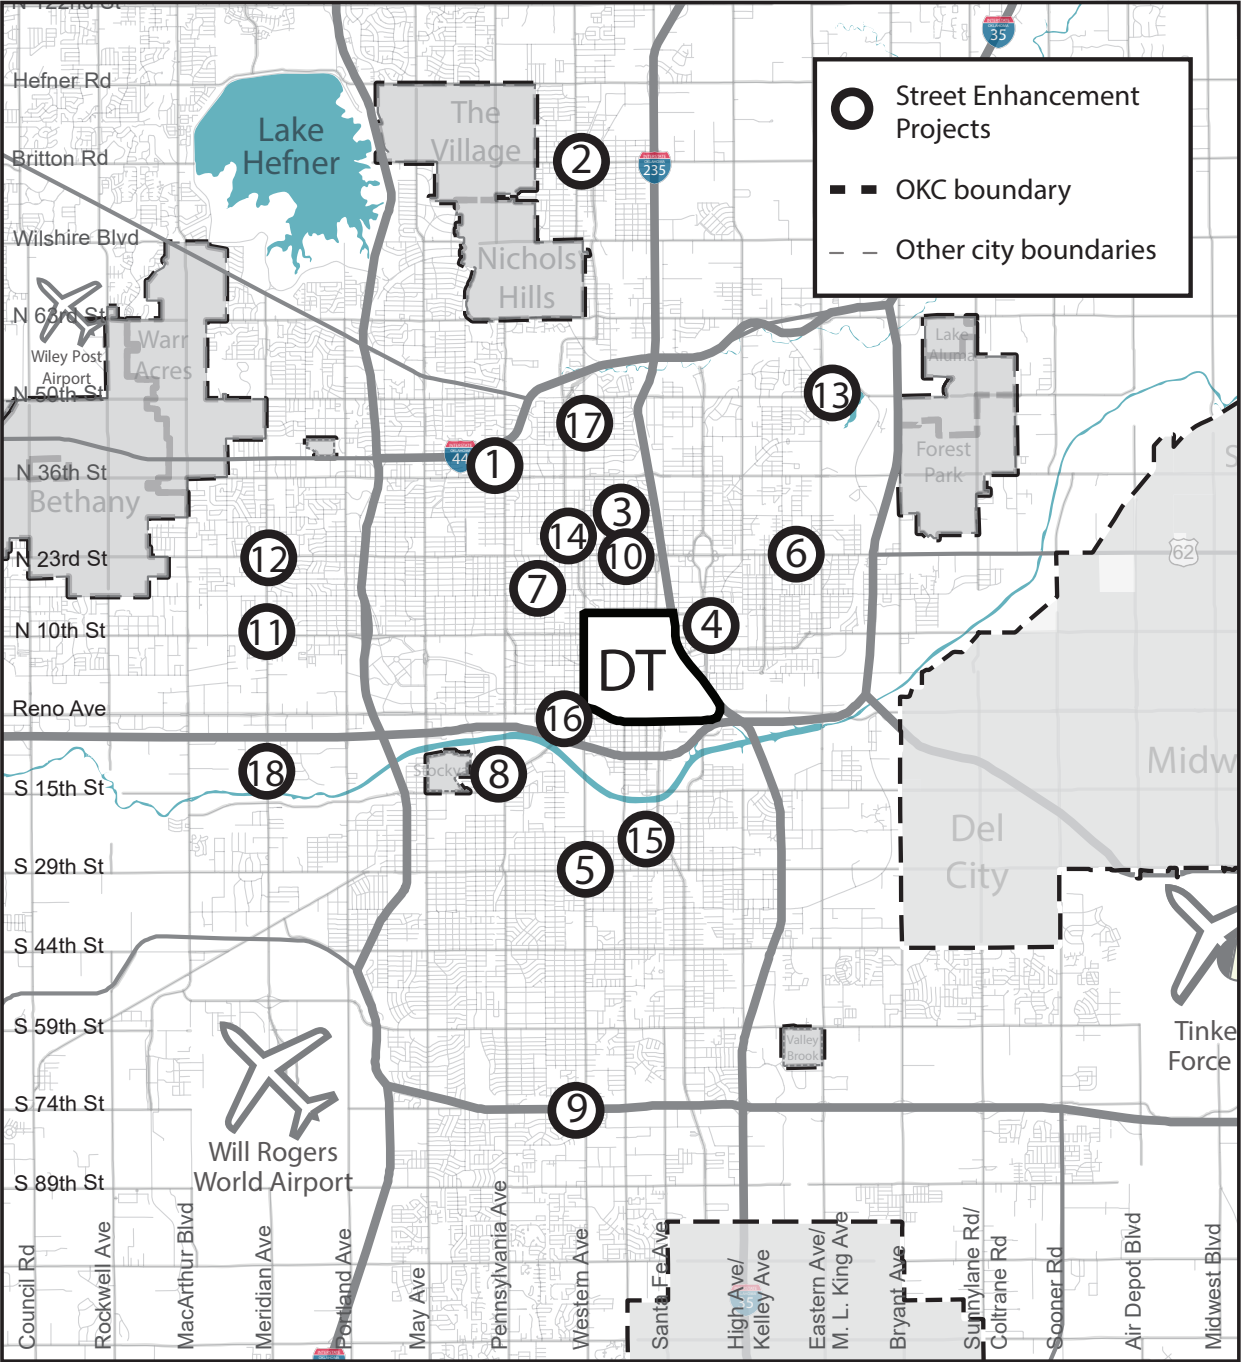 N 122nd St
35
Hefner Rd
Street Enhancement
Projects
The
Village
Lake
Hefner
2
235
Britton Rd
OKC boundary
Wilshire Blvd
Other city boundaries
Nichols
Hills
N 63rd St
Warr
Acres
Wiley Post
Airport
Lake
Aluma
N 50th St
13
17
44
1
Forest
Park
N 36th St
Bethany
S
3
14
10
6
62
12
N 23rd St
7
4
11
N 10th St
DT
Reno Ave
16
18
Stocky
8
Midw
S 15th St
15
Del
City
5
S 29th St
S 44th St
S 59th St
Valley
Brook
Tinke
Force
S 74th St
9
Will Rogers
World Airport
S 89th St
Council Rd
Rockwell Ave
MacArthur Blvd
Meridian Ave
Portland Ave
May Ave
Pennsylvania Ave
Western Ave
Santa Fe Ave
High Ave/
Kelley Ave
Eastern Ave/
M. L. King Ave
Bryant Ave
Sunnylane Rd/
Coltrane Rd
Sooner Rd
Air Depot Blvd
Midwest Blvd